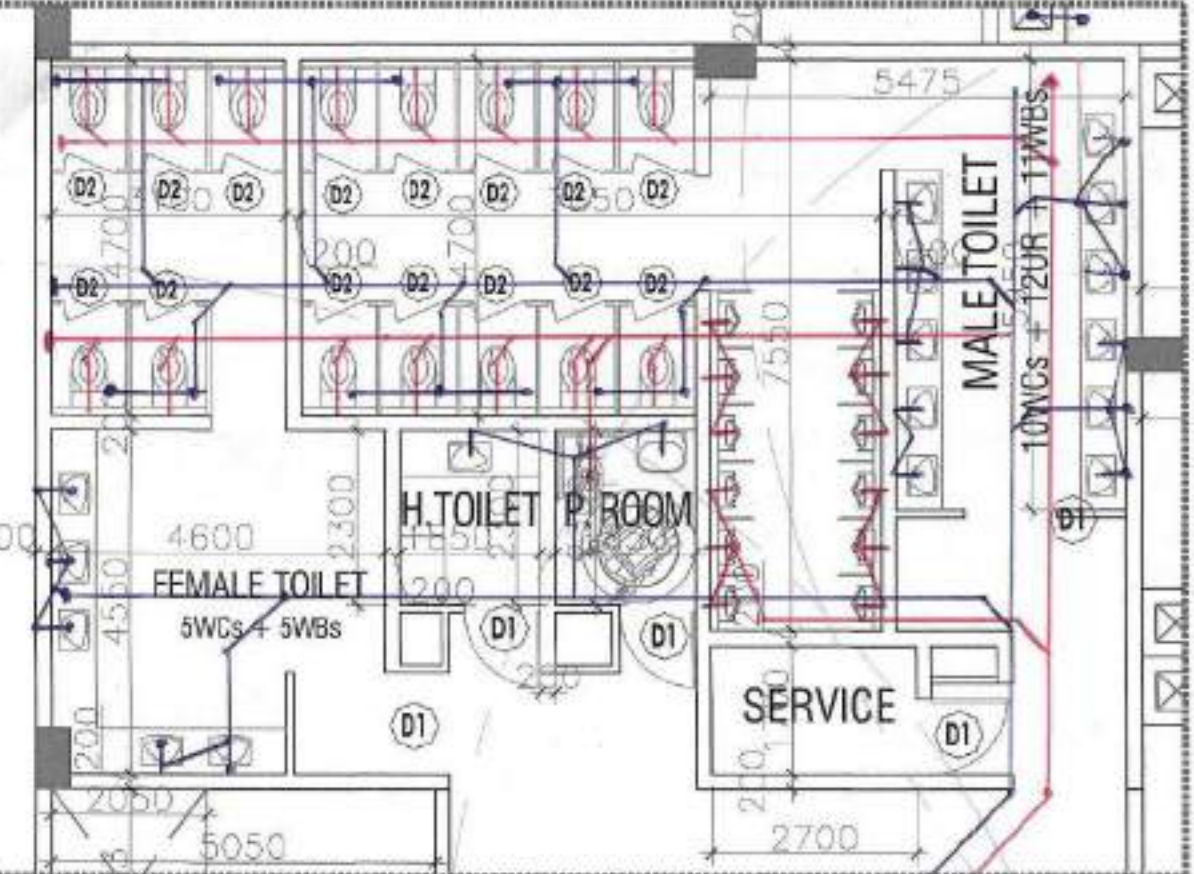 5475
D2 D2 D2 D2 D2 D2 D2 D2
4700
200
4700
D2 D2 D2 D2 D2 D2 D2
7550
MALE TOILET
10WCs + 12UR + 11WBs
H.TOILET
P. ROOM
D1
4600
2300
FEMALE TOILET
5WCs + 5WBs
4550
200
D1
D1
200
D1
SERVICE
D1
2050
5050
2700